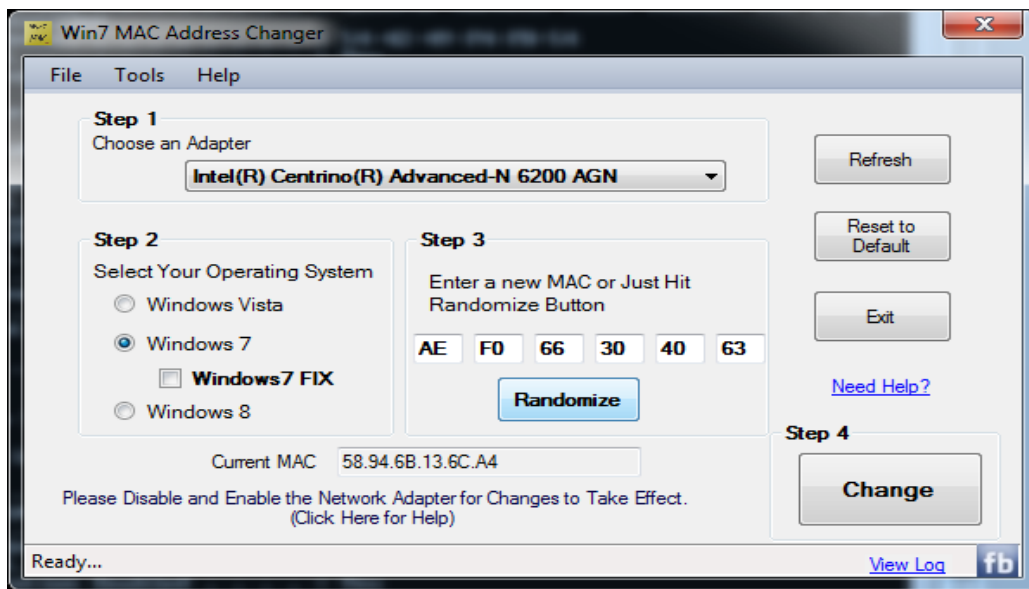 Win7 MAC Address Changer
File Tools Help
Step 1
Choose an Adapter
Intel(R) Centrino(R) Advanced-N 6200 AGN
Refresh
Reset to
Default
Exit
Need Help?
Step 2
Select Your Operating System
Windows Vista
Windows 7
Windows7 FIX
Windows 8
Step 3
Enter a new MAC or Just Hit
Randomize Button
AE F0 66 30 40 63
Randomize
Step 4
Change
Current MAC 58.94.6B.13.6C.A4
Please Disable and Enable the Network Adapter for Changes to Take Effect.
(Click Here for Help)
Ready...
View Log
fb